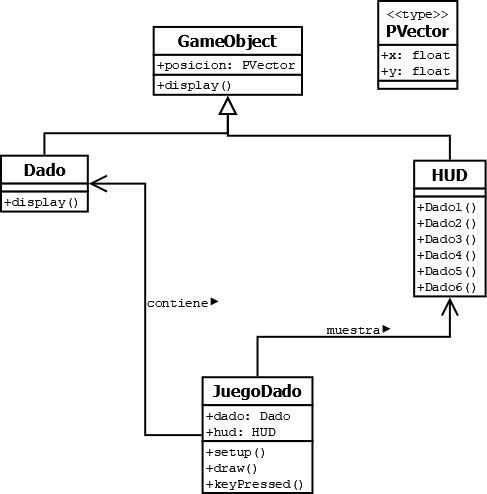 GameObject
+posicion: PVector
+display()
<<type>>
PVector
+x: float
+y: float
Dado
+display()
HUD
+Dado1()
+Dado2()
+Dado3()
+Dado4()
+Dado5()
+Dado6()
contiene
muestra
JuegoDado
+dado: Dado
+hud: HUD
+setup()
+draw()
+keyPressed()